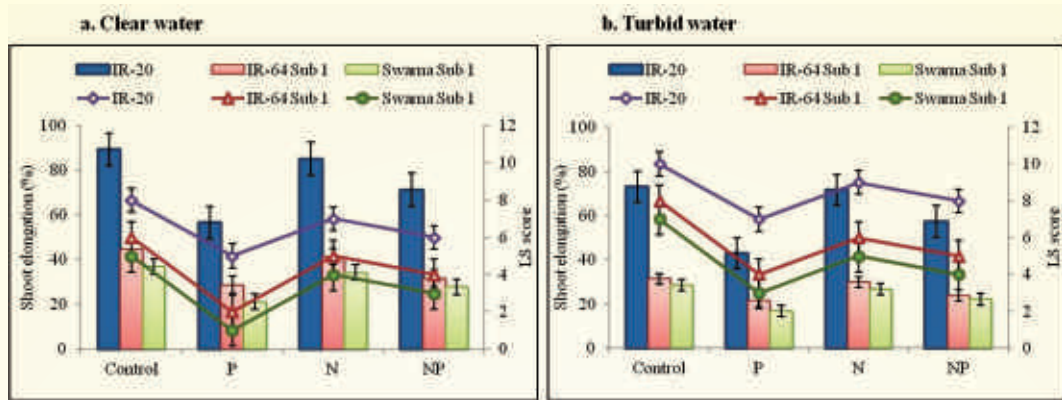 a. Clear water
IR-20 IR-64 Sub 1 Swarna Sub 1
IR-20 IR-64 Sub 1 Swarna Sub 1
Shoot elongation (%)
100
80
60
40
20
0
12
10
8
6
4
2
0
LS score
Control P N NP
b. Turbid water
IR-20 IR-64 Sub 1 Swarna Sub 1
IR-20 IR-64 Sub 1 Swarna Sub 1
Shoot elongation (%)
100
80
60
40
20
0
12
10
8
6
4
2
0
LS score
Control P N NP